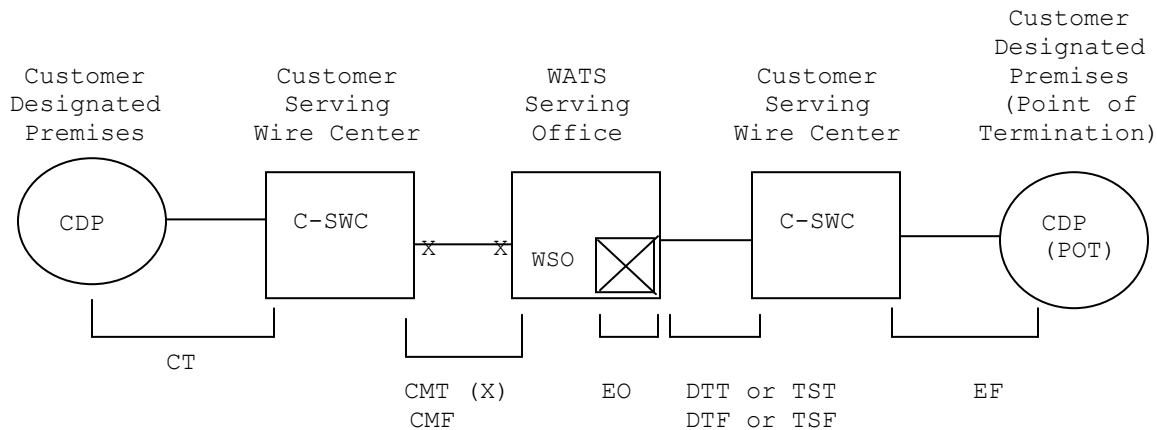 Customer
Designated
Premises
Customer
Serving
Wire Center
WATS
Serving
Office
Customer
Serving
Wire Center
Customer
Designated
Premises
(Point of
Termination)
CDP
C-SWC
X
X
WSO
C-SWC
CDP
(POT)
CT
CMT (X)
CMF
EO
DTT or TST
DTF or TSF
EF